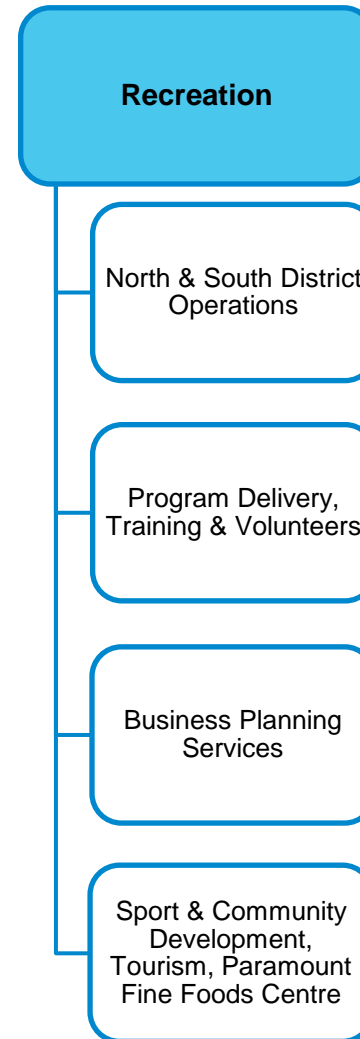 Recreation
North & South District
Operations
Program Delivery,
Training & Volunteers
Business Planning
Services
Sport & Community
Development,
Tourism, Paramount
Fine Foods Centre